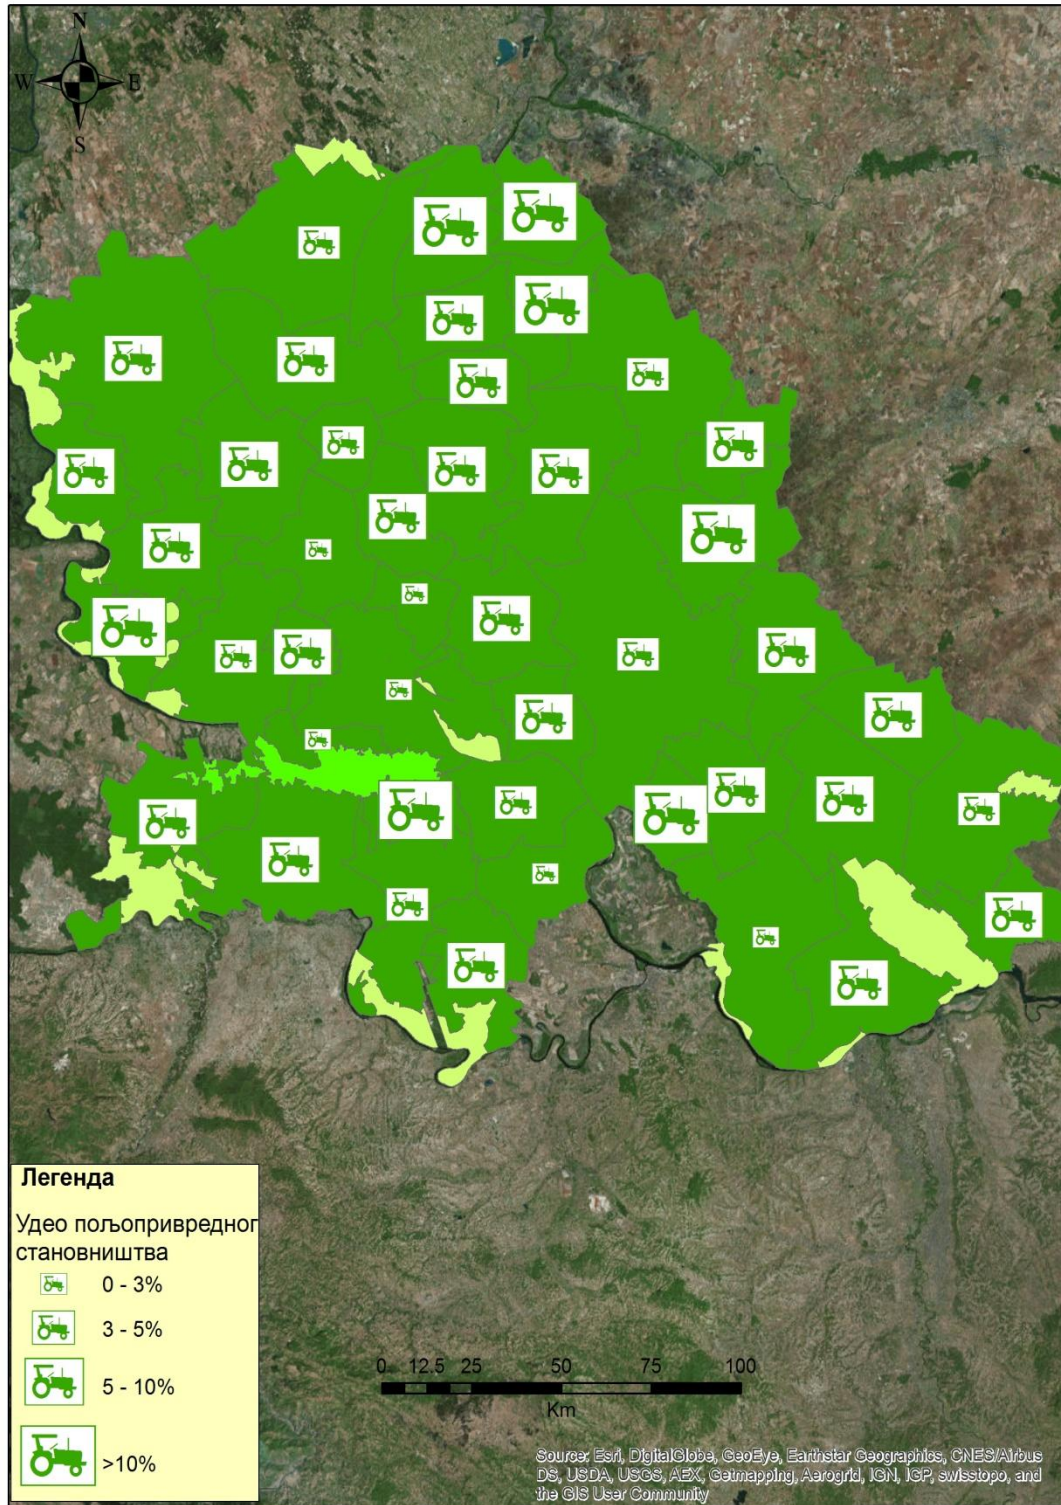 N
W E
S
Легенда
Удео пољопривредног
становништва
0 - 3%
3 - 5%
5 - 10%
>10%
0 12.5 25 50 75 100
Km
Source: Esri, DigitalGlobe, GeoEye, Earthstar Geographics, CNES/Airbus
DS, USDA, USGS, AEX, Getmapping, Aerogrid, IGN, IGP, swisstopo, and
the GIS User Community